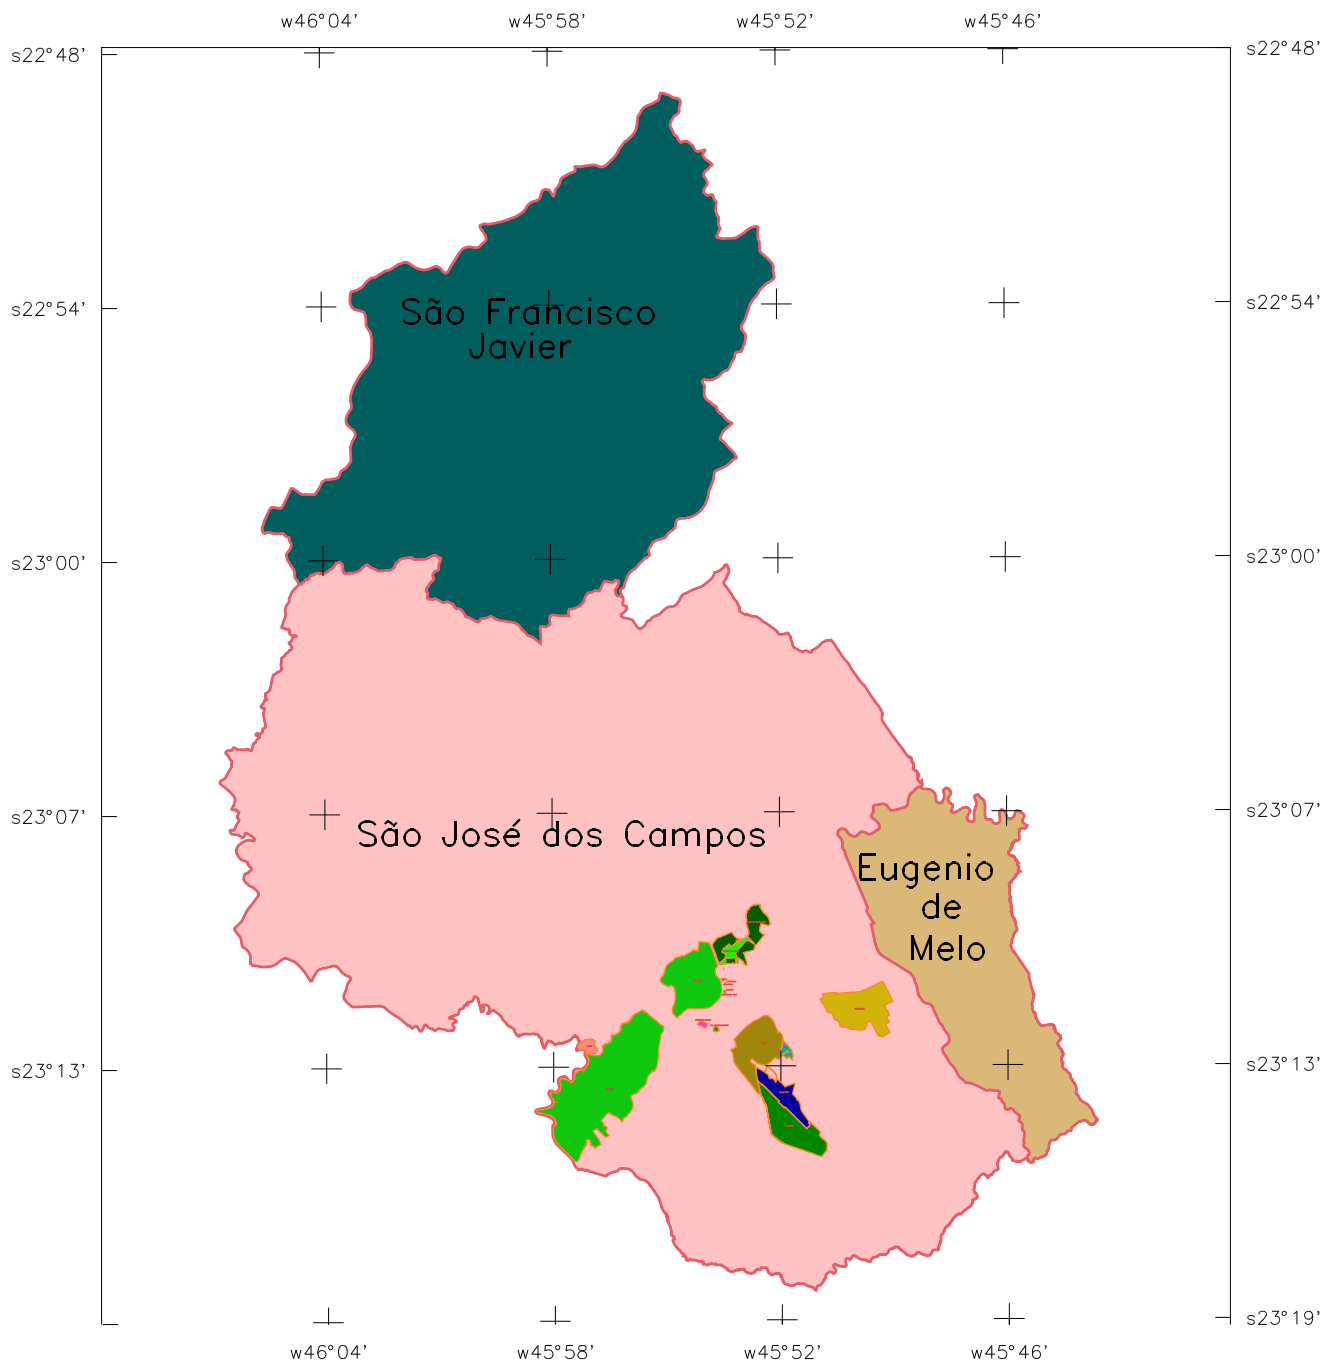 w46°04' w45°58' w45°52' w45°46'
s22°48' s22°48'
São Francisco
Javier
s22°54' s22°54'
s23°00' s23°00'
s23°07' s23°07'
São José dos Campos
Eugenio
de
Melo
s23°13' s23°13'
s23°19'
w46°04' w45°58' w45°52' w45°46'